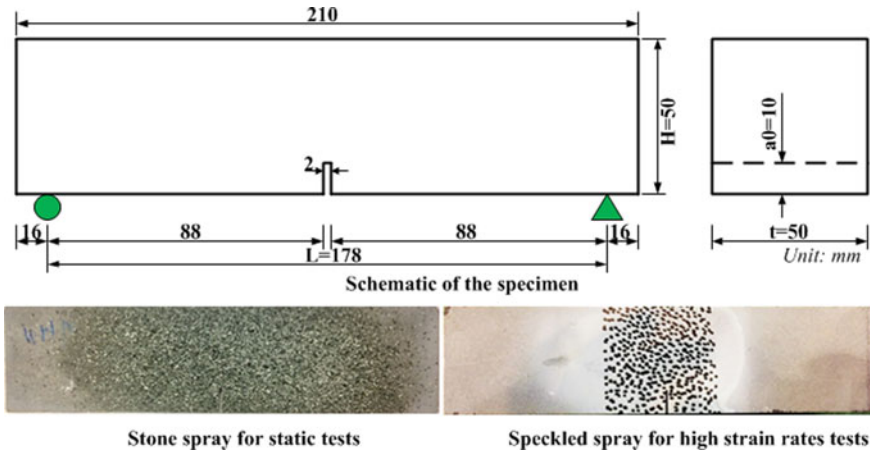 210
H=50
a0=10
2
16
88
88
16
L=178
t=50
Unit: mm
Schematic of the specimen
Stone spray for static tests
Speckled spray for high strain rates tests